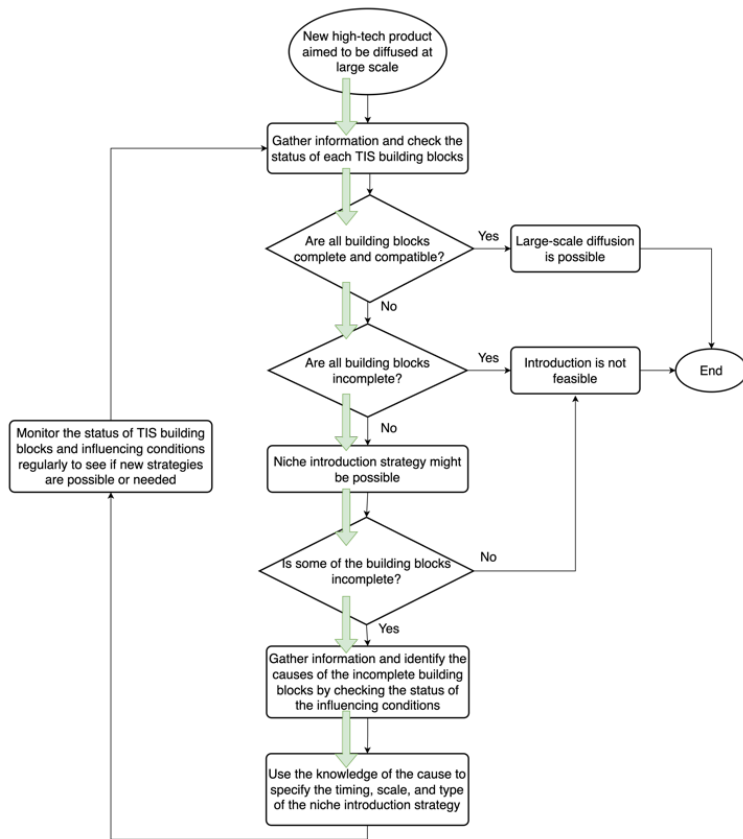 New high-tech product
aimed to be diffused at
large scale
Gather information and check the
status of each TIS building blocks
Are all building blocks
complete and compatible?
Yes
Large-scale diffusion
is possible
No
Are all building blocks
incomplete?
Yes
Introduction is not
feasible
End
No
Monitor the status of TIS building
blocks and influencing conditions
regularly to see if new strategies
are possible or needed
Niche introduction strategy might
be possible
Is some of the building blocks
incomplete?
No
Yes
Gather information and identify the
causes of the incomplete building
blocks by checking the status of
the influencing conditions
Use the knowledge of the cause to
specify the timing, scale, and type
of the niche introduction strategy